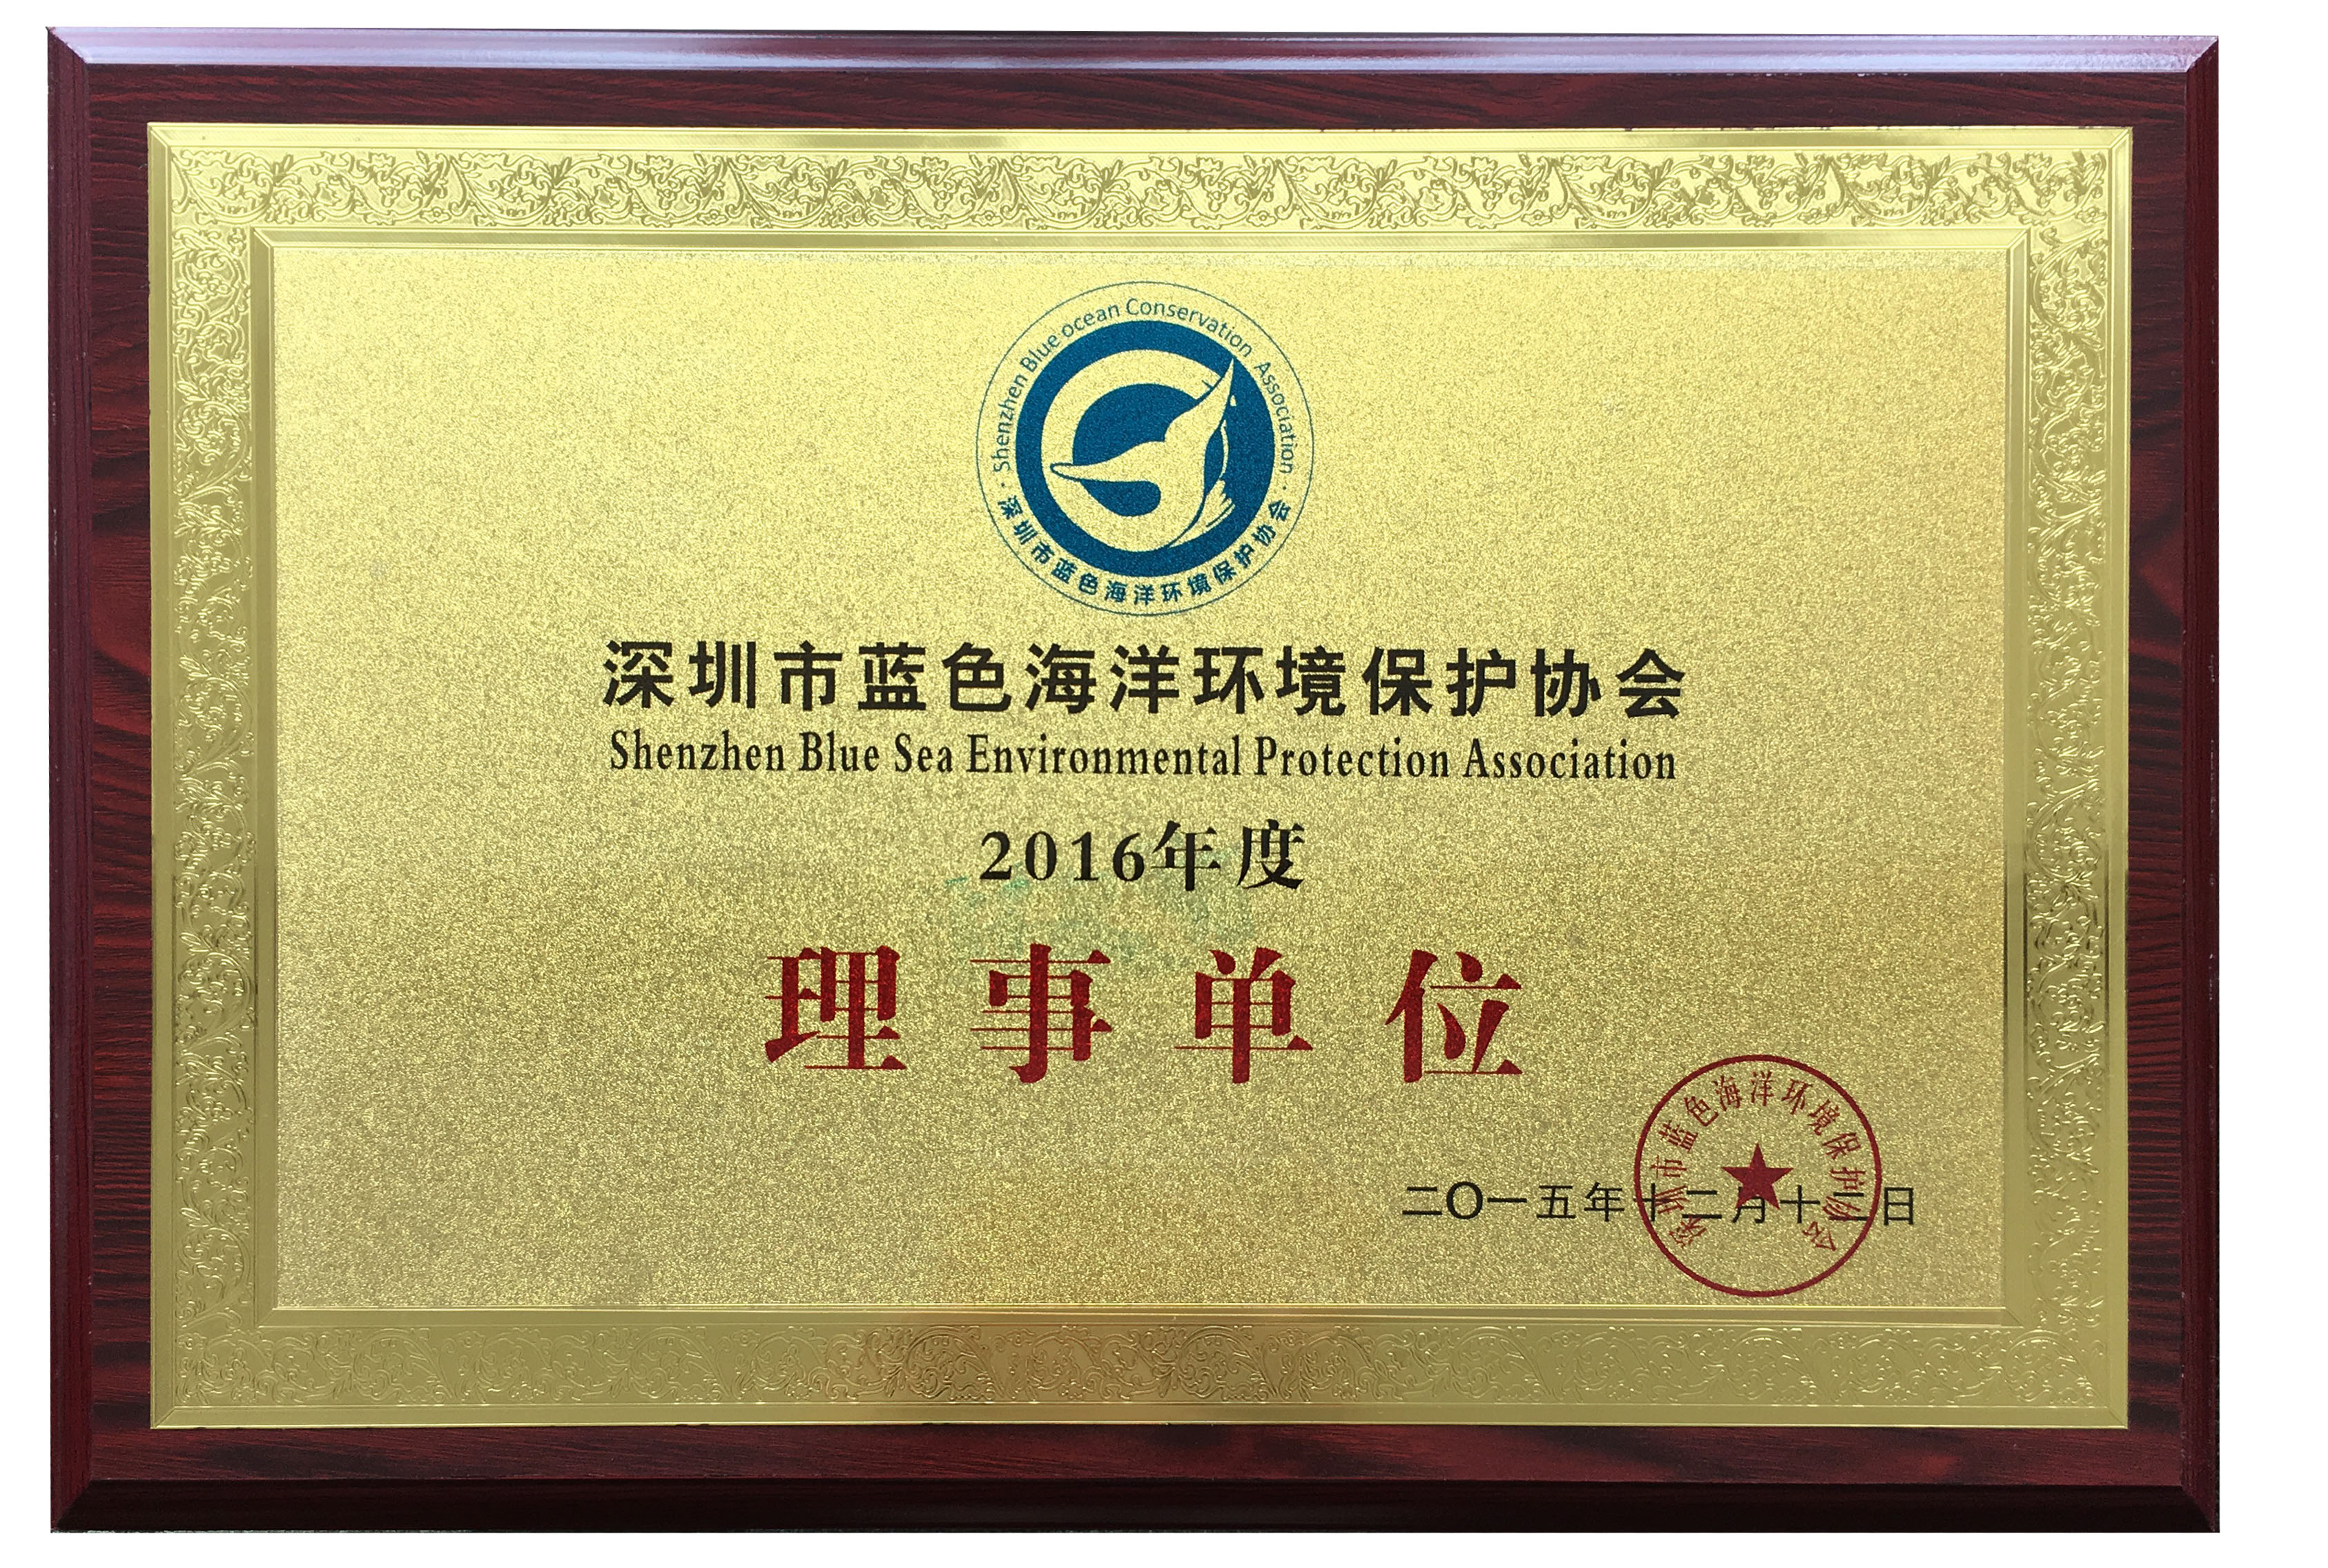 Shenzhen Blue ocean Conservation Association
深圳市蓝色海洋环境保护协会
深圳市蓝色海洋环境保护协会
Shenzhen Blue Sea Environmental Protection Association
2016年度
理事单位
深圳市蓝色海洋环境保护协会
二〇一五年十二月十二日